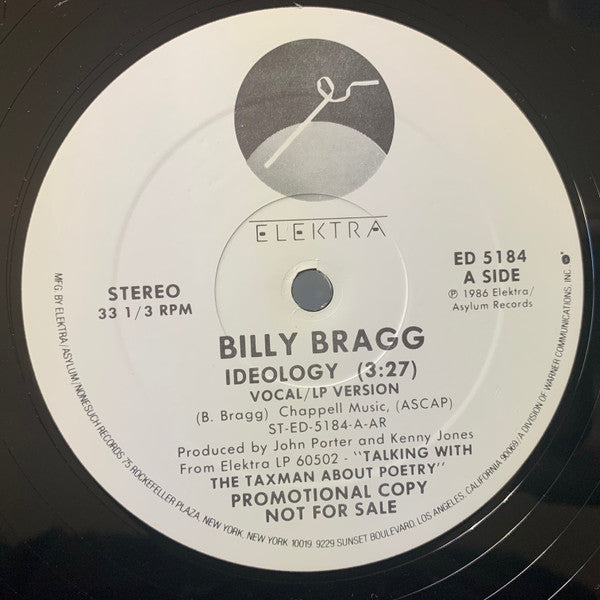 ELEKTRA
STEREO
33 1/3 RPM
ED 5184
A SIDE
℗ 1986 Elektra/
Asylum Records
BILLY BRAGG
IDEOLOGY (3:27)
VOCAL/LP VERSION
(B. Bragg) Chappell Music, (ASCAP)
ST-ED-5184-A-AR
Produced by John Porter and Kenny Jones
From Elektra LP 60502 - "TALKING WITH
THE TAXMAN ABOUT POETRY"
PROMOTIONAL COPY
NOT FOR SALE
MFG. BY ELEKTRA/ASYLUM/NONESUCH RECORDS, 75 ROCKEFELLER PLAZA, NEW YORK, NEW YORK 10019. 9229 SUNSET BOULEVARD, LOS ANGELES, CALIFORNIA 90069/A DIVISION OF WARNER COMMUNICATIONS INC.